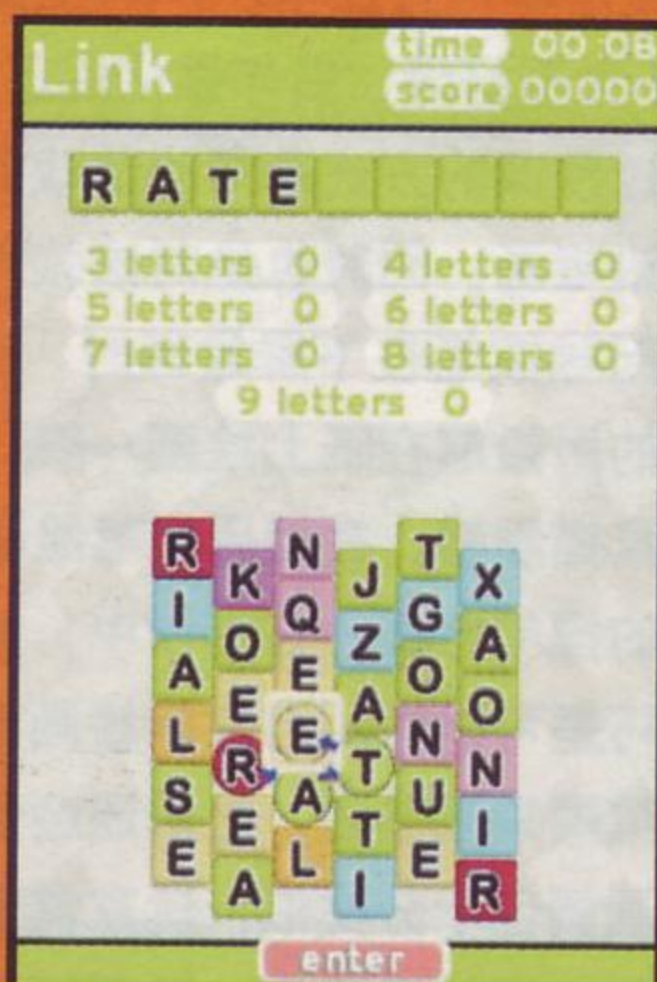 Link
time 00:08
score 00000
R A T E
3 letters 0 4 letters 0
5 letters 0 6 letters 0
7 letters 0 8 letters 0
9 letters 0
R N T
K J X
I Q G
O Z A
A E O
E A O
L E N
R T N
S A U
E T I
E L E
A I R
enter